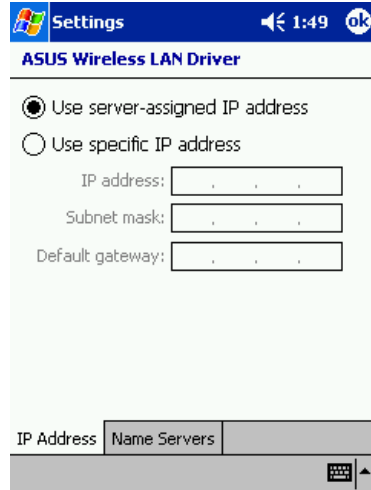 Settings 1:49 ok
ASUS Wireless LAN Driver
Use server-assigned IP address
Use specific IP address
IP address: . . .
Subnet mask: . . .
Default gateway: . . .
IP Address Name Servers